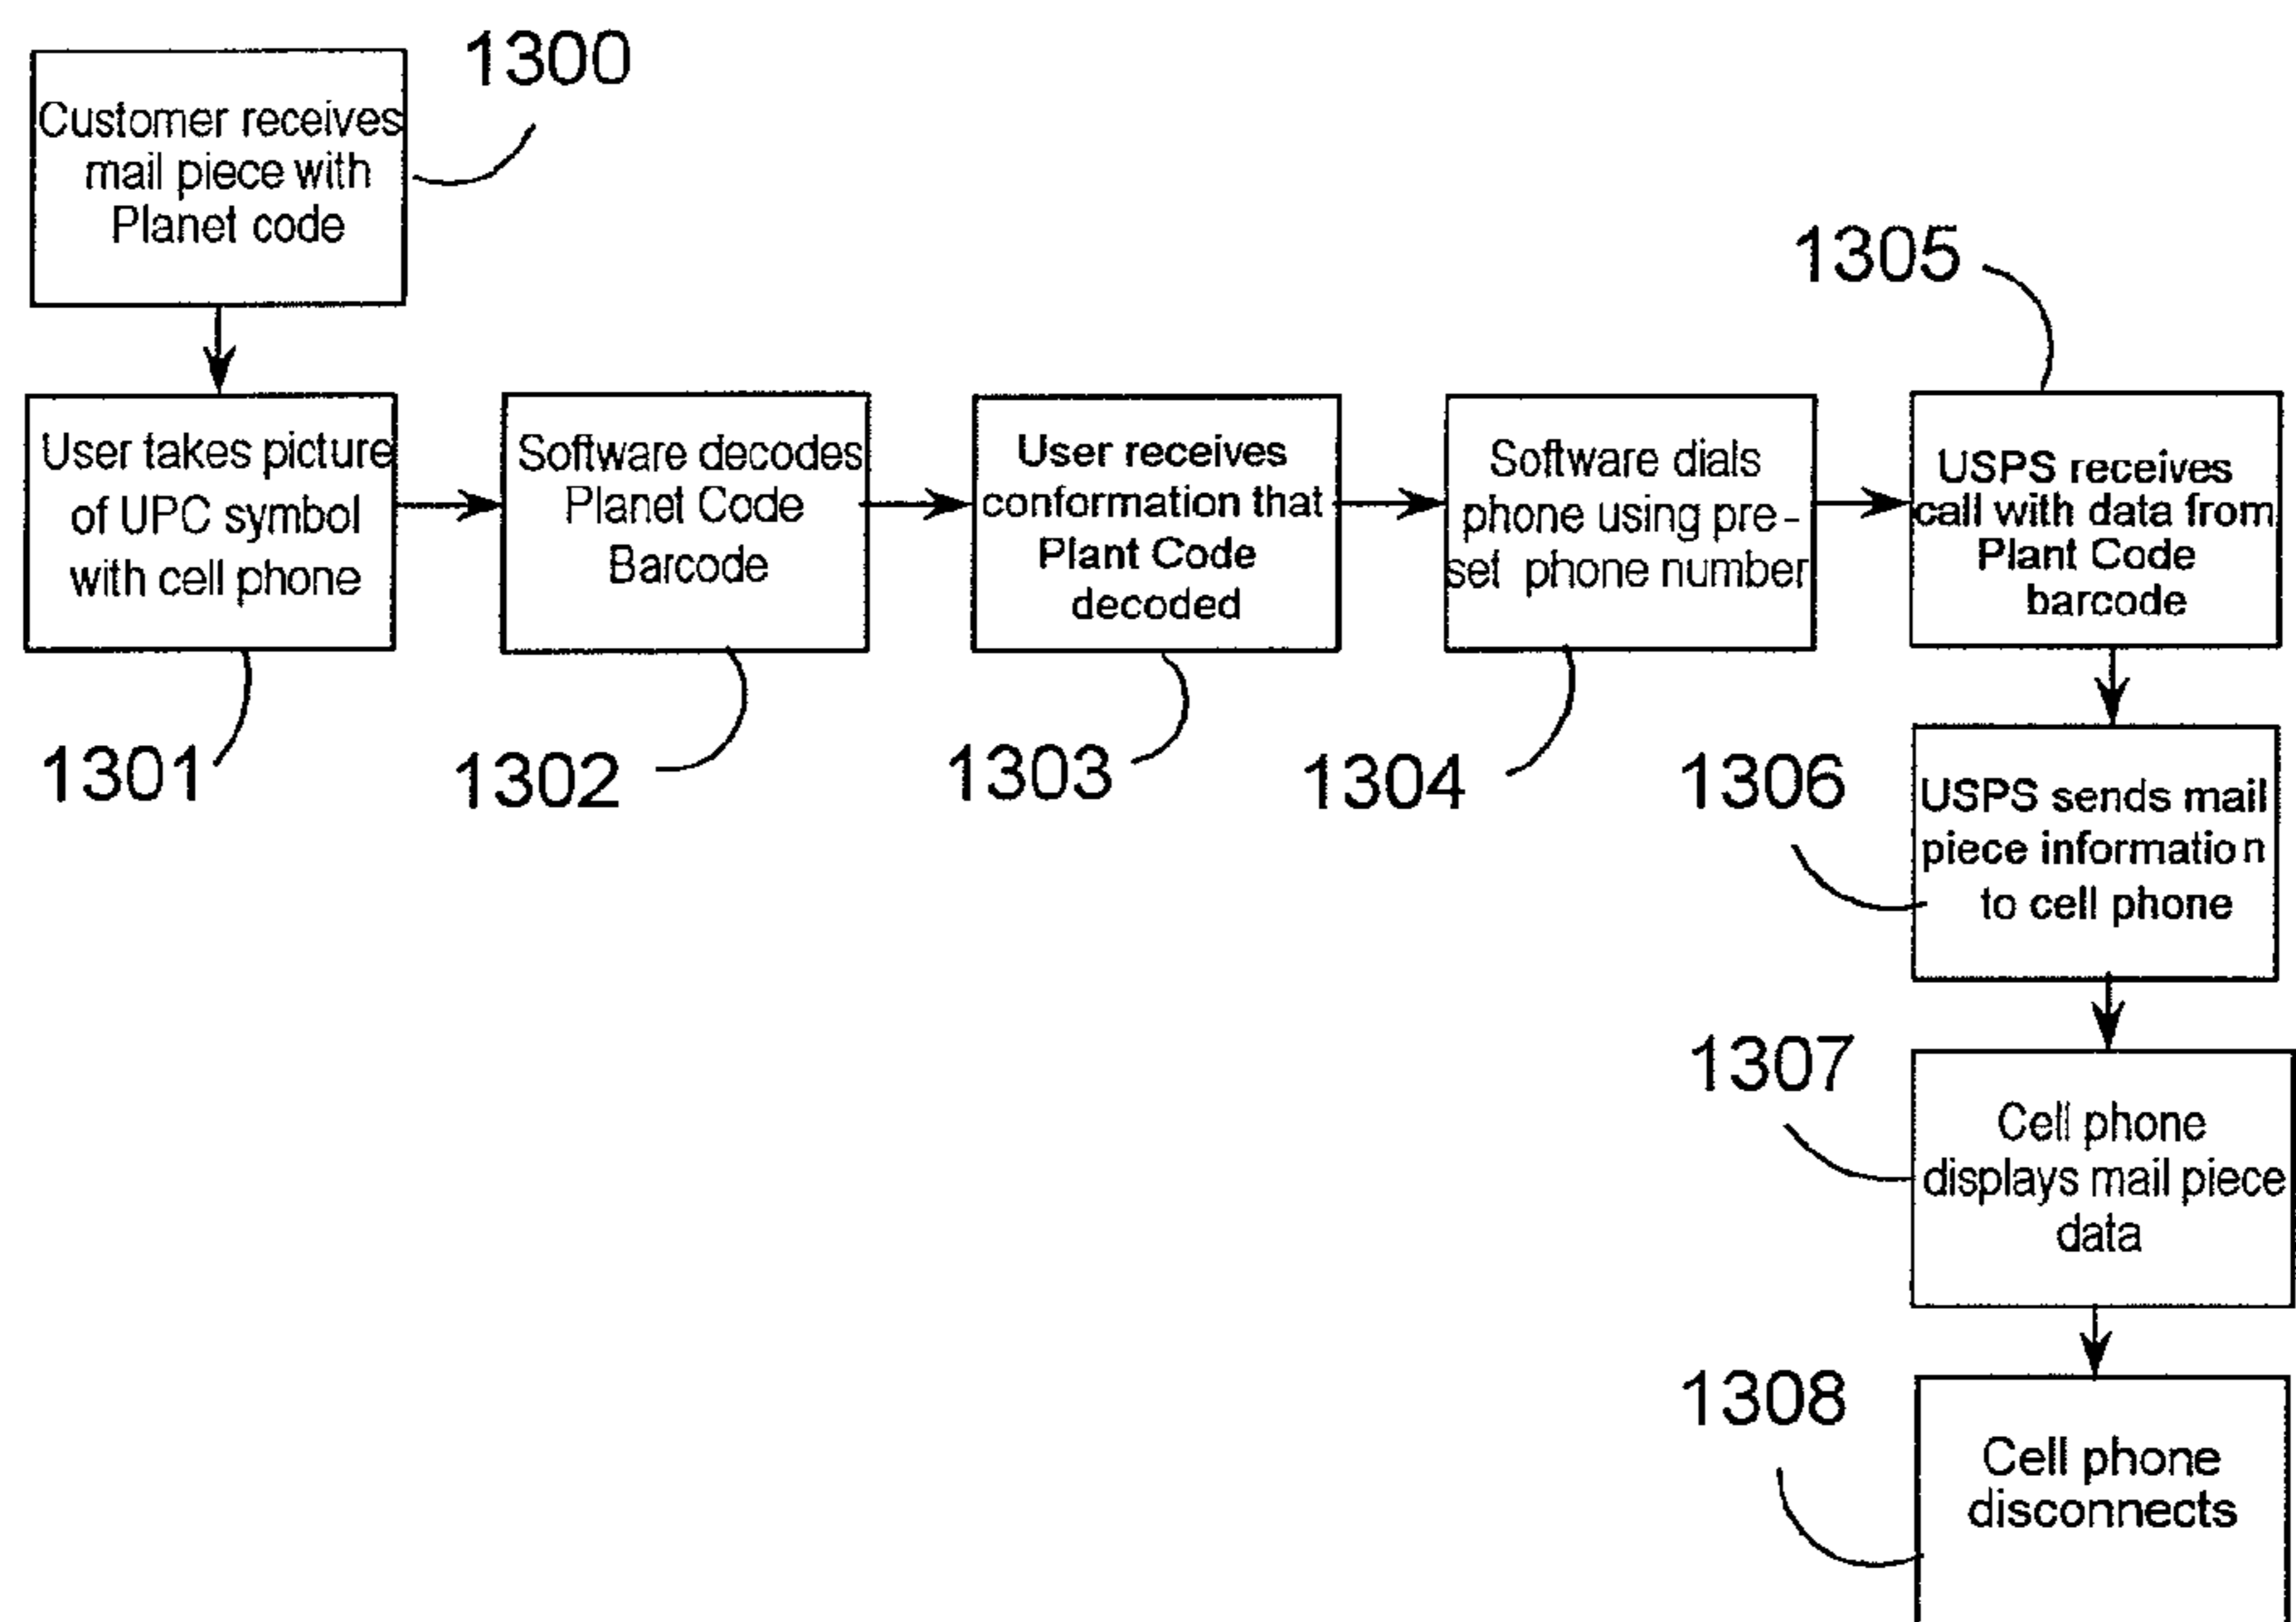 1300
Customer receives
mail piece with
Planet code
1305
User takes picture
of UPC symbol
with cell phone
Software decodes
Planet Code
Barcode
User receives
conformation that
Plant Code
decoded
Software dials
phone using pre-
set phone number
USPS receives
call with data from
Plant Code
barcode
1301
1302
1303
1304
1306
USPS sends mail
piece information
to cell phone
1307
Cell phone
displays mail piece
data
1308
Cell phone
disconnects